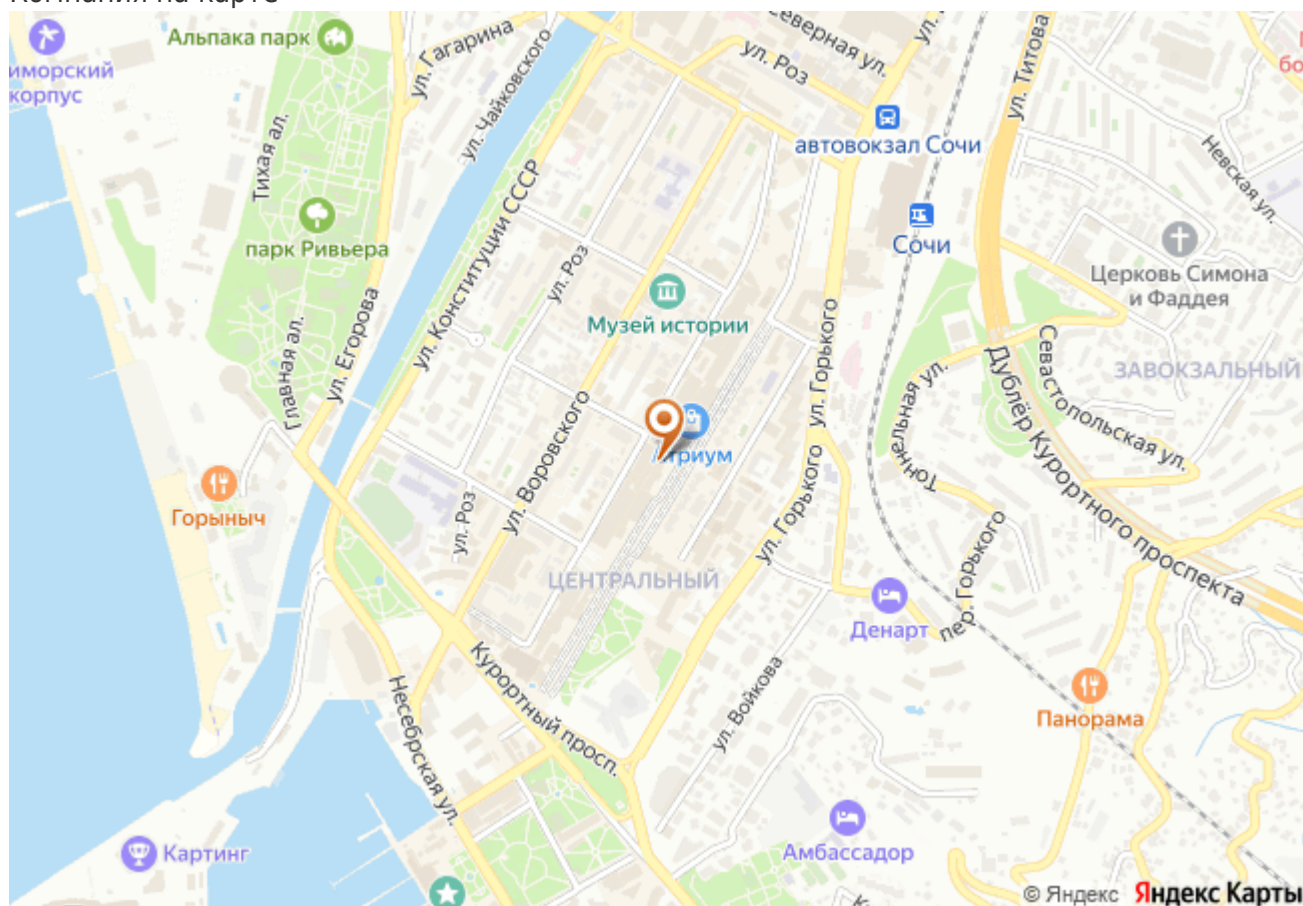 Альпака парк
иморский
корпус
ул. Гагарина
ул. Чайковского
Северная ул.
ул. Роз
ул. Титова
автовокзал Сочи
Невская ул.
Тихая ал.
парк Ривьера
ул. Конституции СССР
Сочи
Церковь Симона
и Фаддея
ул. Роз
Музей истории
ул. Егорова
Главная ал.
ул. Горького
ЗАВОКЗАЛЬНЫЙ
Севастопольская ул.
Дублёр Курортного проспекта
Тоннельная ул.
ул. Воровского
Атриум
Горыныч
ул. Роз
ул. Горького
ЦЕНТРАЛЬНЫЙ
пер. Горького
Денарт
Курортный просп.
Несебрская ул.
ул. Войкова
Панорама
Картинг
Амбассадор
© Яндекс Яндекс Карты